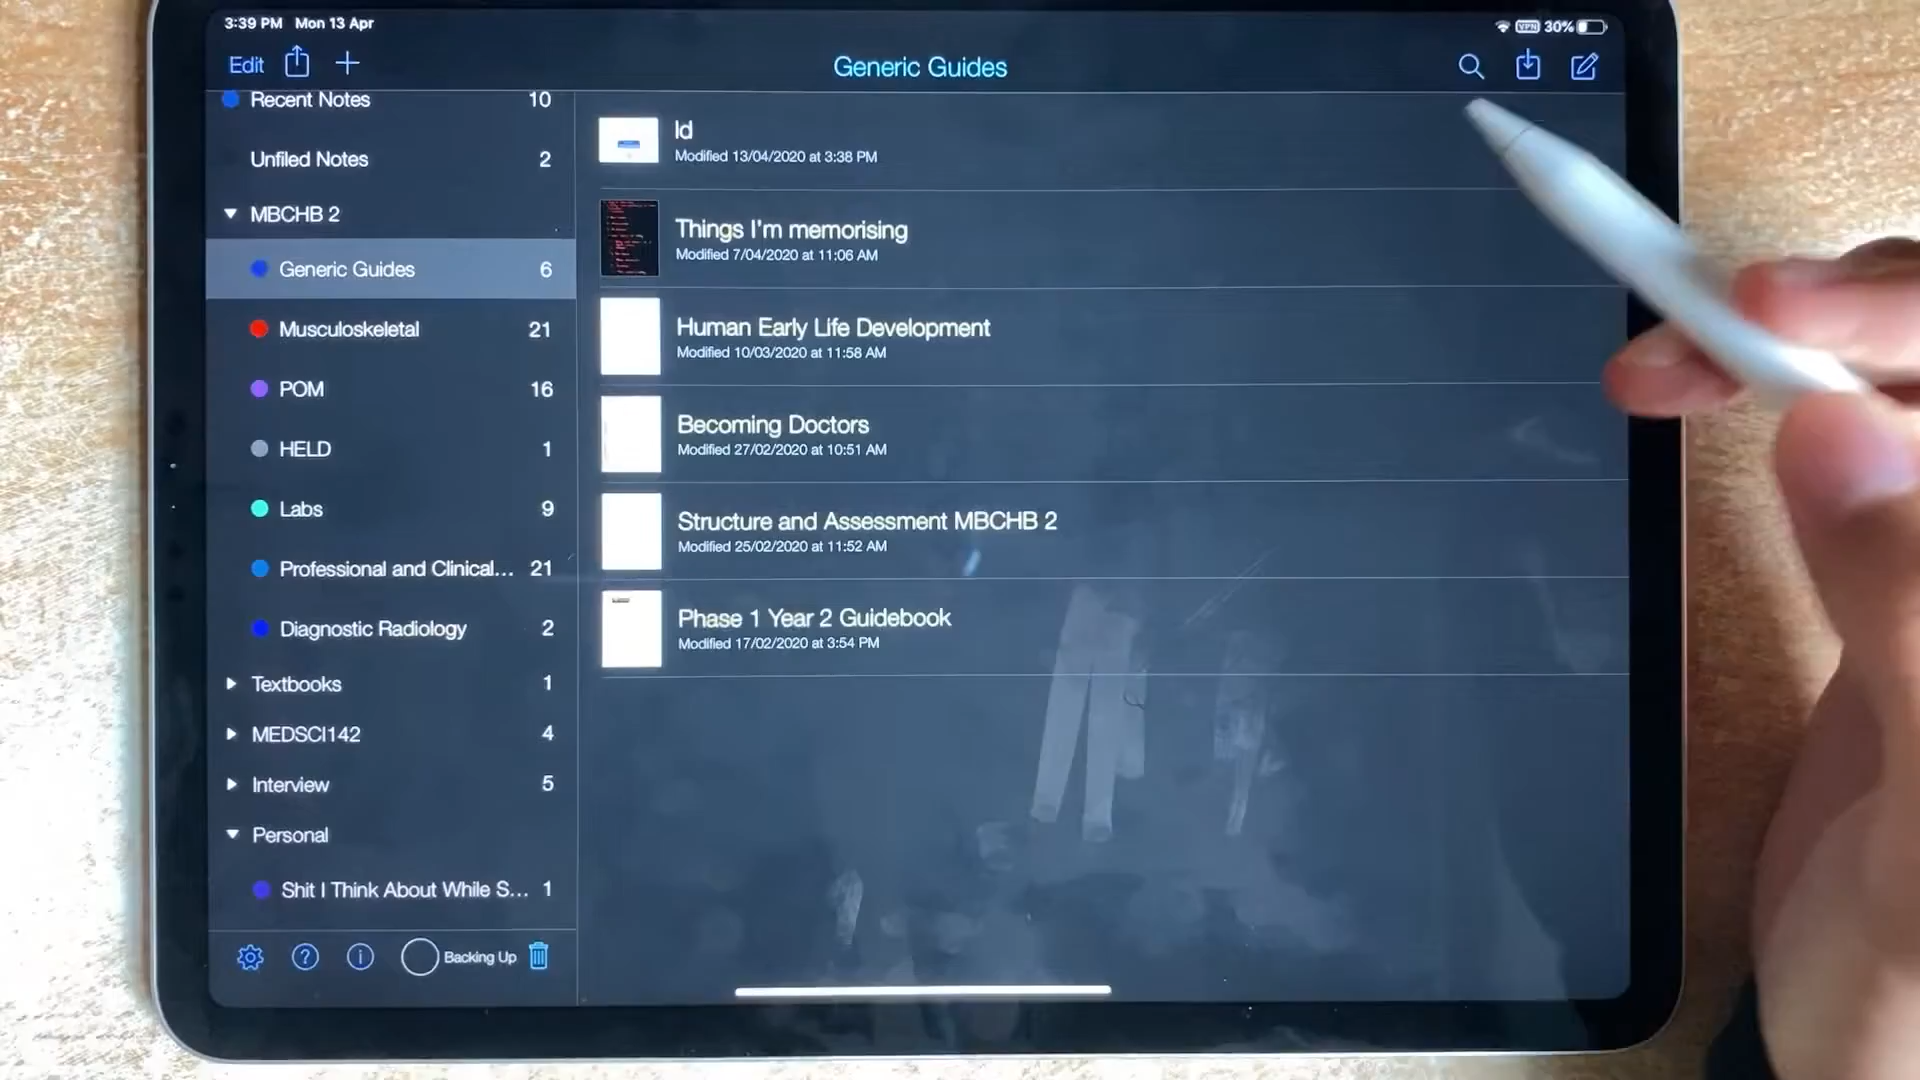 3:39 PM Mon 13 Apr
VPN 30%
Edit
Generic Guides
Recent Notes 10
Unfiled Notes 2
MBCHB 2
Generic Guides 6
Musculoskeletal 21
POM 16
HELD 1
Labs 9
Professional and Clinical... 21
Diagnostic Radiology 2
Textbooks 1
MEDSCI142 4
Interview 5
Personal
Shit I Think About While S... 1
Backing Up
Id
Modified 13/04/2020 at 3:38 PM
Things I'm memorising
Modified 7/04/2020 at 11:06 AM
Human Early Life Development
Modified 10/03/2020 at 11:58 AM
Becoming Doctors
Modified 27/02/2020 at 10:51 AM
Structure and Assessment MBCHB 2
Modified 25/02/2020 at 11:52 AM
Phase 1 Year 2 Guidebook
Modified 17/02/2020 at 3:54 PM